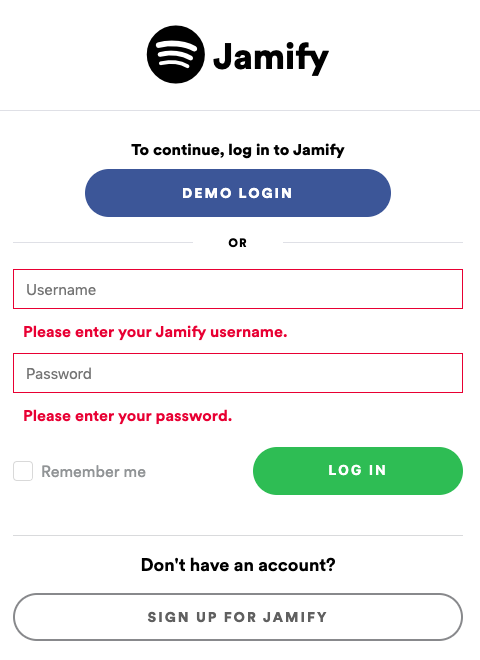 Jamify
To continue, log in to Jamify
DEMO LOGIN
OR
Username
Please enter your Jamify username.
Password
Please enter your password.
Remember me
LOG IN
Don't have an account?
SIGN UP FOR JAMIFY